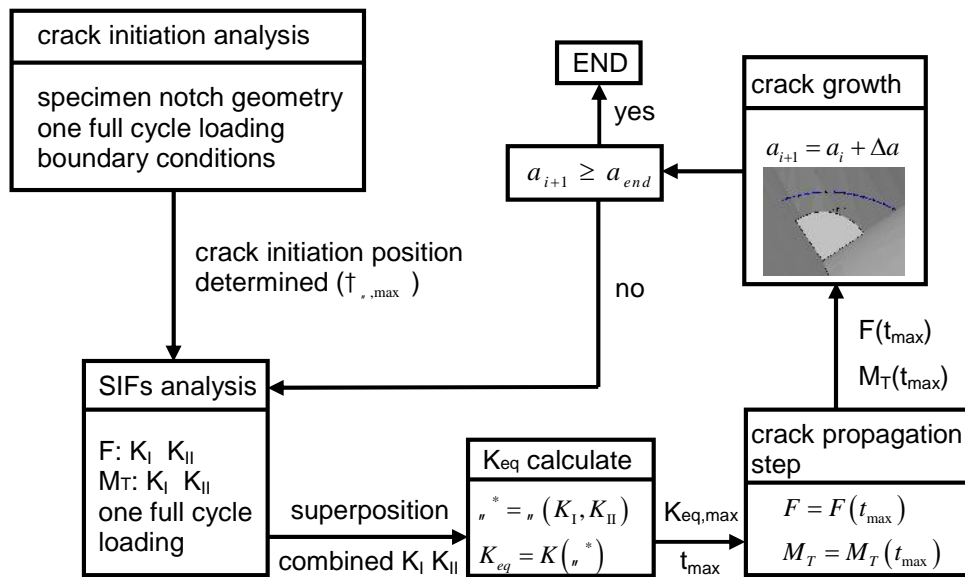 crack initiation analysis
specimen notch geometry
one full cycle loading
boundary conditions
crack initiation position
determined (†„,max )
SIFs analysis
F: KI KII
MT: KI KII
one full cycle
loading
superposition
combined KI KII
Keq calculate
„* = „ (KI, KII)
Keq = K(„*)
Keq,max
tmax
crack propagation
step
F = F(tmax)
MT = MT(tmax)
F(tmax)
MT(tmax)
crack growth
ai+1 = ai + Δa
ai+1 ≥ aend
yes
END
no